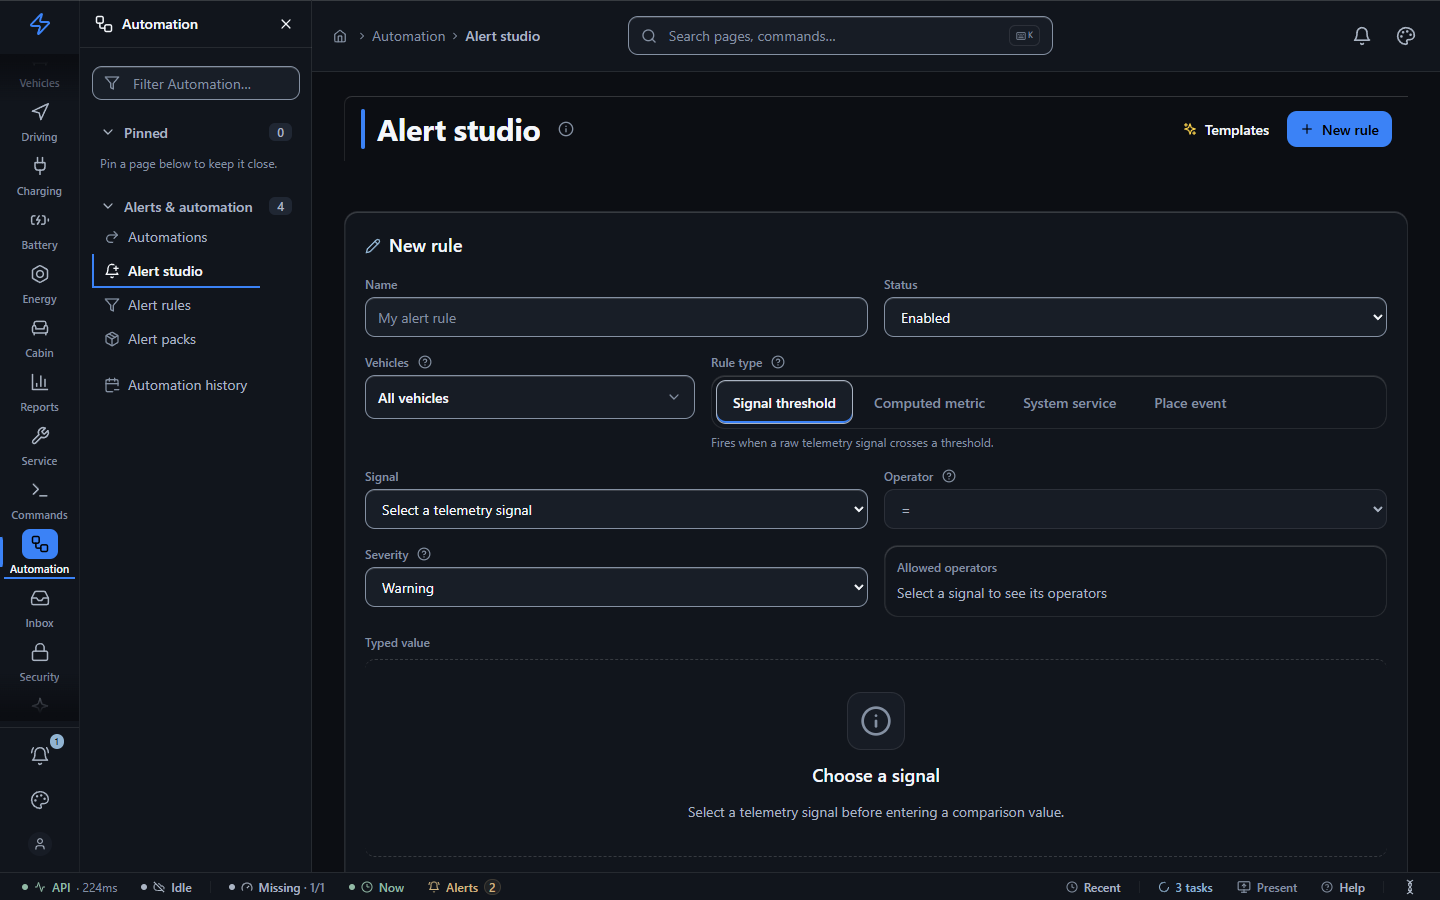 Vehicles
Driving
Charging
Battery
Energy
Cabin
Reports
Service
Commands
Automation
Inbox
Security
1
Automation
Filter Automation...
Pinned 0
Pin a page below to keep it close.
Alerts & automation 4
Automations
Alert studio
Alert rules
Alert packs
Automation history
Automation > Alert studio
Search pages, commands... K
Alert studio
Templates
+ New rule
New rule
Name
My alert rule
Status
Enabled
Vehicles
All vehicles
Rule type
Signal threshold
Computed metric
System service
Place event
Fires when a raw telemetry signal crosses a threshold.
Signal
Select a telemetry signal
Operator
=
Severity
Warning
Allowed operators
Select a signal to see its operators
Typed value
Choose a signal
Select a telemetry signal before entering a comparison value.
API · 224ms
Idle
Missing · 1/1
Now
Alerts 2
Recent
3 tasks
Present
Help